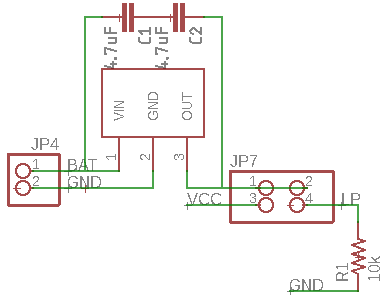 4.7uF
C1
4.7uF
C2
VIN
GND
OUT
1
2
3
JP4
1
BAT
2
GND
JP7
1
2
VCC
3
4
LP
R1
10k
GND